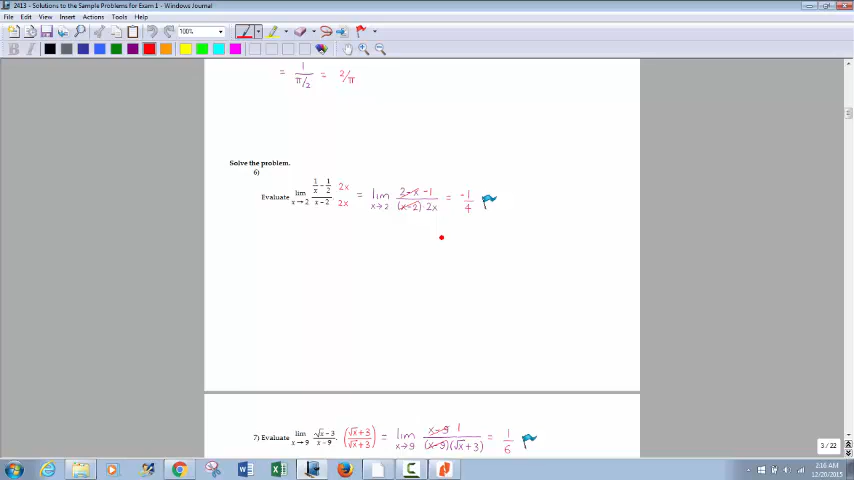 2413 - Solutions to the Sample Problems for Exam 1 - Windows Journal
File Edit View Insert Actions Tools Help
100%
B I
= 1/(π/2) = 2/π
Solve the problem.
6)
Evaluate lim x→2 (1/x - 1/2)/(x - 2) 2x/2x = lim x→2 (2-x -1)/((x-2)·2x) = -1/4
7) Evaluate lim x→9 (√x - 3)/(x - 9) · (√x+3)/(√x+3) = lim x→9 (x-9 1)/((x-9)(√x+3)) = 1/6
3 / 22
2:16 AM
12/20/2015